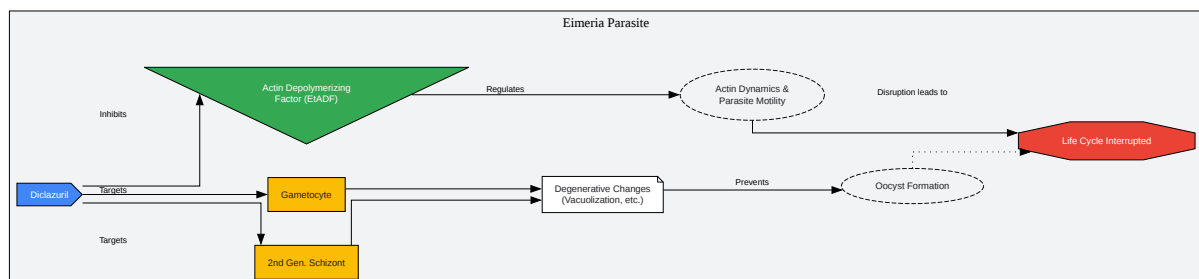 Eimeria Parasite
Actin Depolymerizing
Factor (EtADF)
Regulates
Actin Dynamics &
Parasite Motility
Disruption leads to
Inhibits
Life Cycle Interrupted
Diclazuril
Targets
Gametocyte
Degenerative Changes
(Vacuolization, etc.)
Prevents
Oocyst Formation
Targets
2nd Gen. Schizont